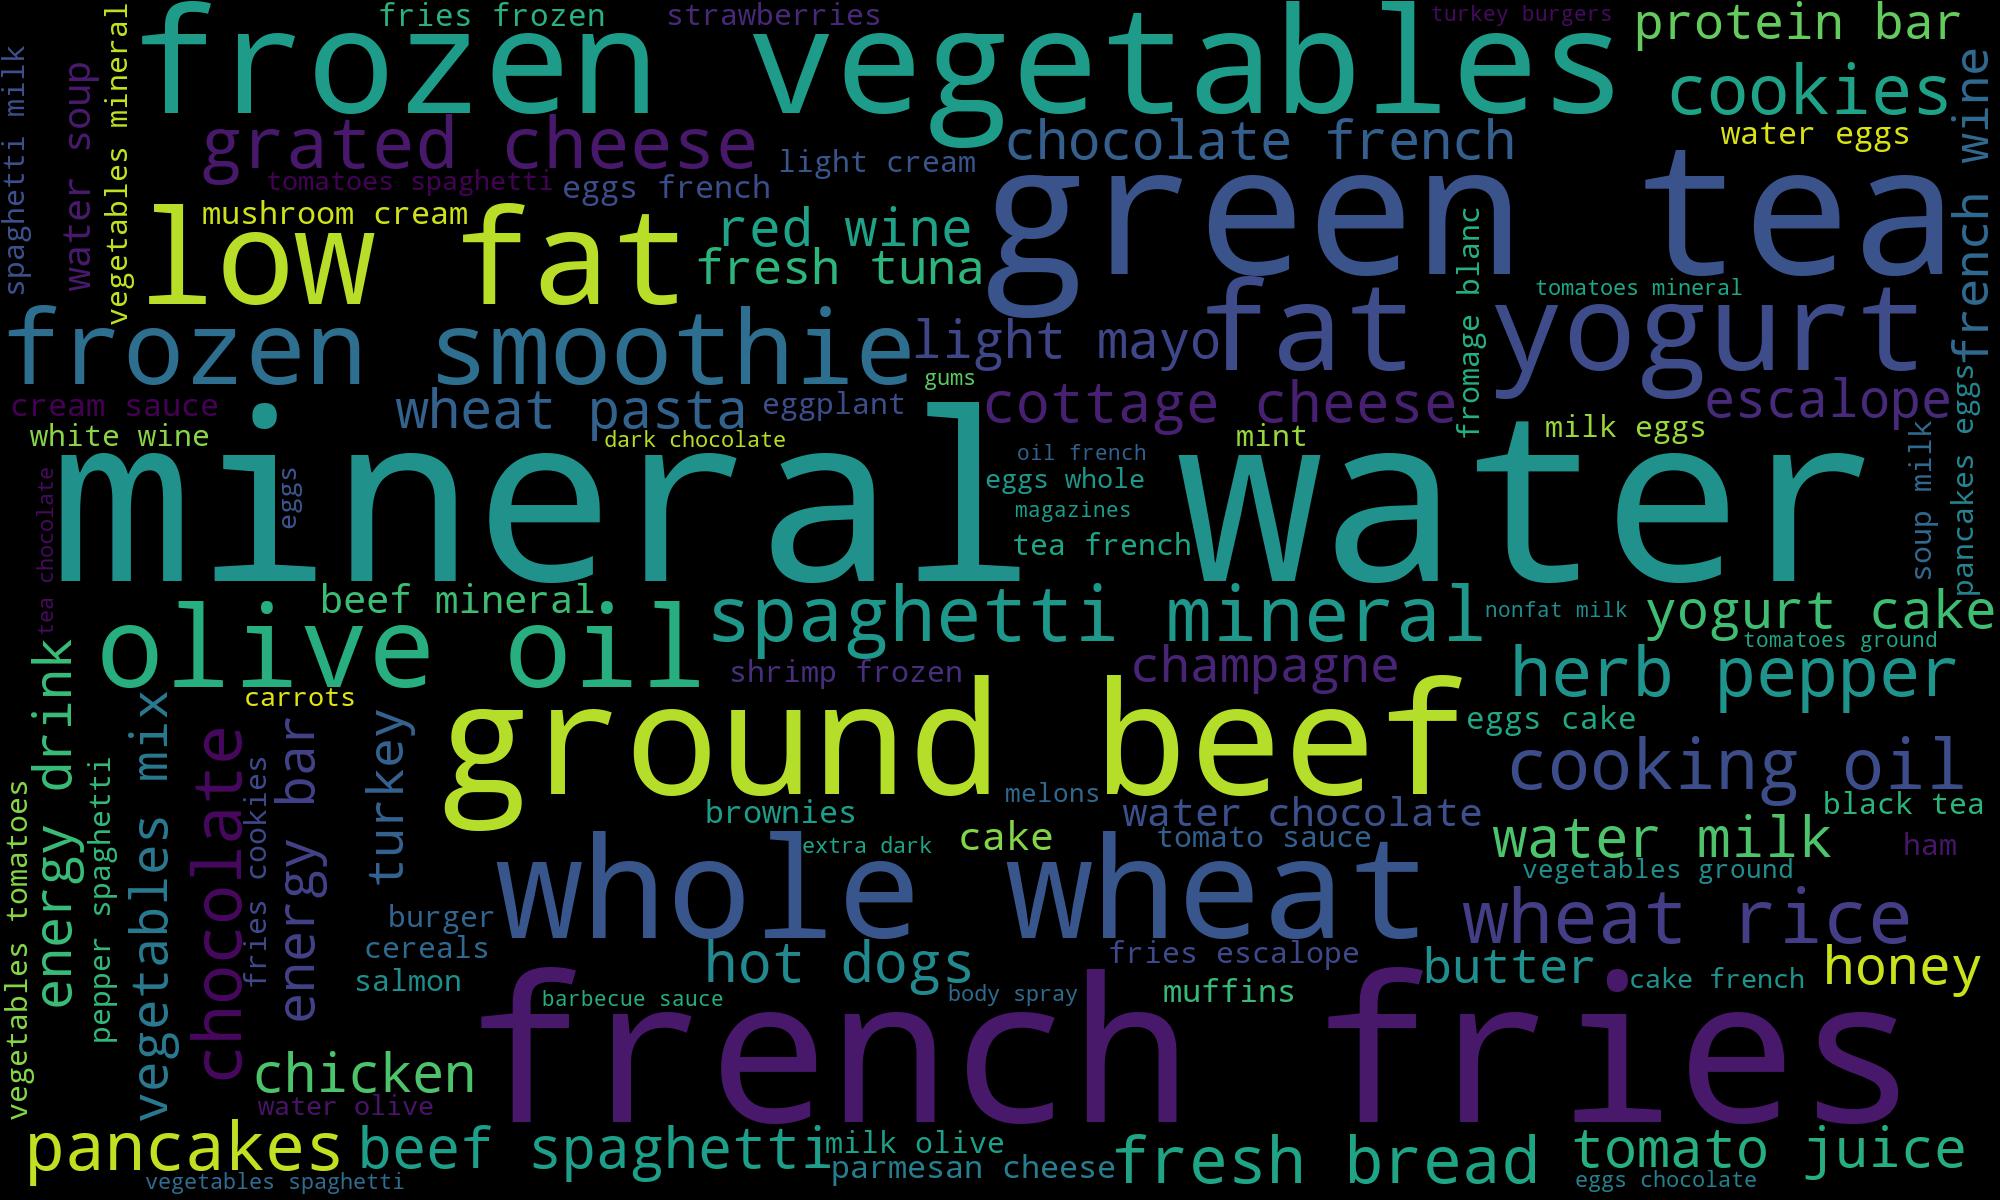 fries frozen
strawberries
turkey burgers
protein bar
frozen vegetables
cookies
spaghetti milk
water soup
vegetables mineral
grated cheese
chocolate french
water eggs
french wine
light cream
tomatoes spaghetti
eggs french
green tea
mushroom cream
low fat
red wine
fresh tuna
fromage blanc
tomatoes mineral
frozen smoothie
light mayo
fat yogurt
gums
cream sauce
wheat pasta
eggplant
cottage cheese
escalope
pancakes eggs
white wine
dark chocolate
mint
milk eggs
mineral water
eggs
oil french
eggs whole
magazines
tea french
soup milk
tea chocolate
beef mineral
spaghetti mineral
nonfat milk
yogurt cake
olive oil
tomatoes ground
shrimp frozen
champagne
herb pepper
carrots
energy drink
vegetables mix
ground beef
eggs cake
chocolate
energy bar
turkey
cooking oil
fries cookies
pepper spaghetti
vegetables tomatoes
melons
brownies
water chocolate
black tea
extra dark
cake
tomato sauce
water milk
ham
whole wheat
vegetables ground
burger
wheat rice
cereals
hot dogs
fries escalope
butter
honey
salmon
cake french
barbecue sauce
body spray
muffins
french fries
chicken
water olive
pancakes
beef spaghetti
milk olive
fresh bread
tomato juice
parmesan cheese
vegetables spaghetti
eggs chocolate